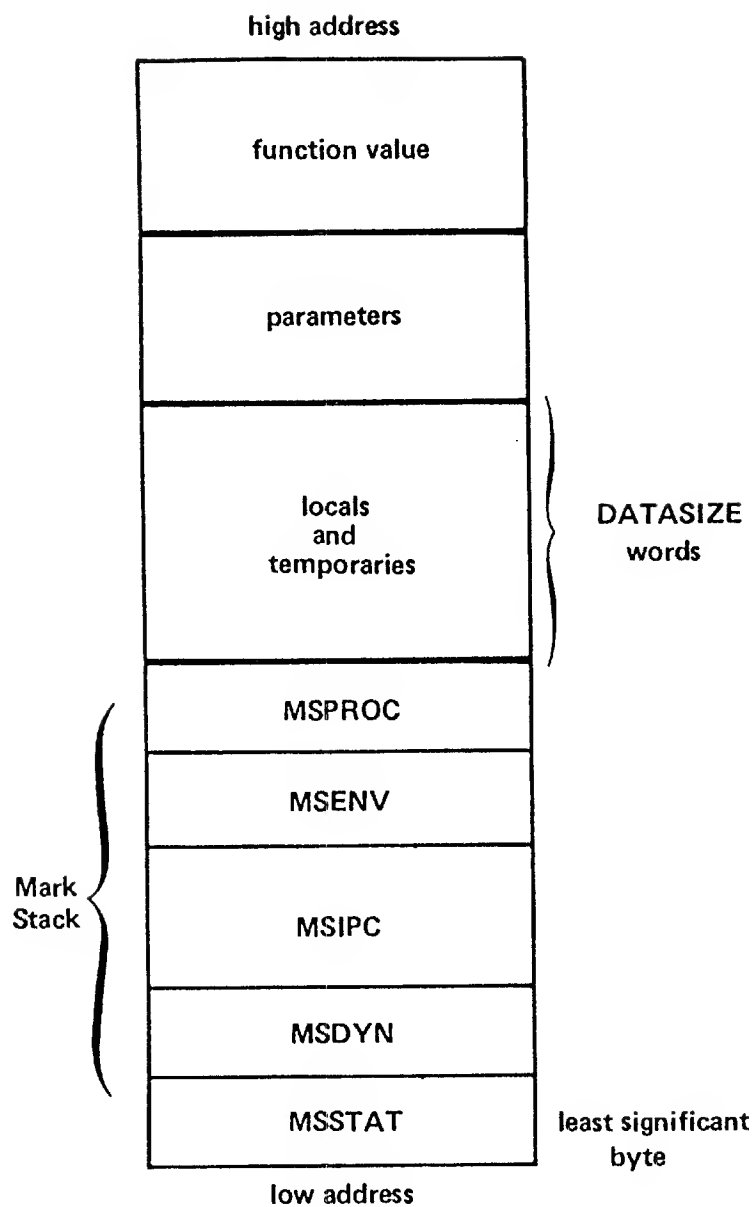 high address
function value
parameters
locals
and
temporaries
DATASIZE
words
MSPROC
MSENV
Mark
Stack
MSIPC
MSDYN
MSSTAT
least significant
byte
low address